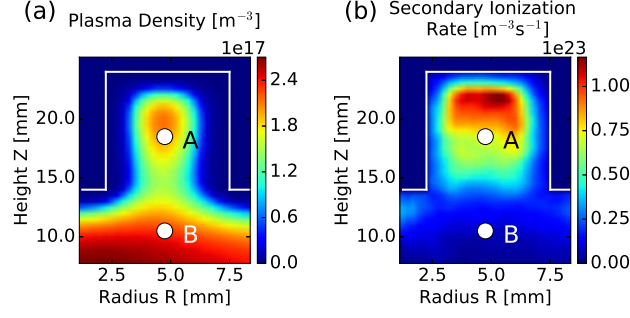 (a) Plasma Density [m⁻³]
1e17
Height Z [mm]
20.0
15.0
10.0
2.5 5.0 7.5
Radius R [mm]
A
B
2.4
1.8
1.2
0.6
0.0
(b) Secondary Ionization
Rate [m⁻³s⁻¹]
1e23
Height Z [mm]
20.0
15.0
10.0
2.5 5.0 7.5
Radius R [mm]
A
B
1.00
0.75
0.50
0.25
0.00